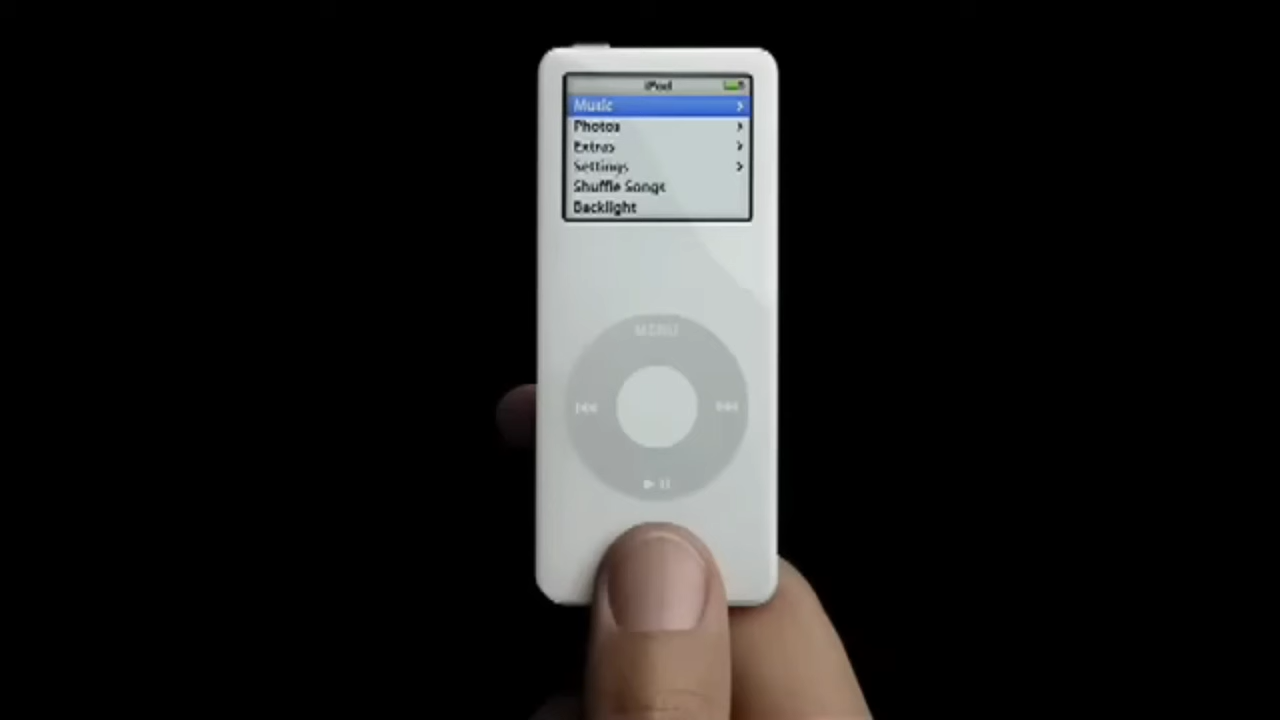 iPod
Music
Photos
Extras
Settings
Shuffle Songs
Backlight
MENU